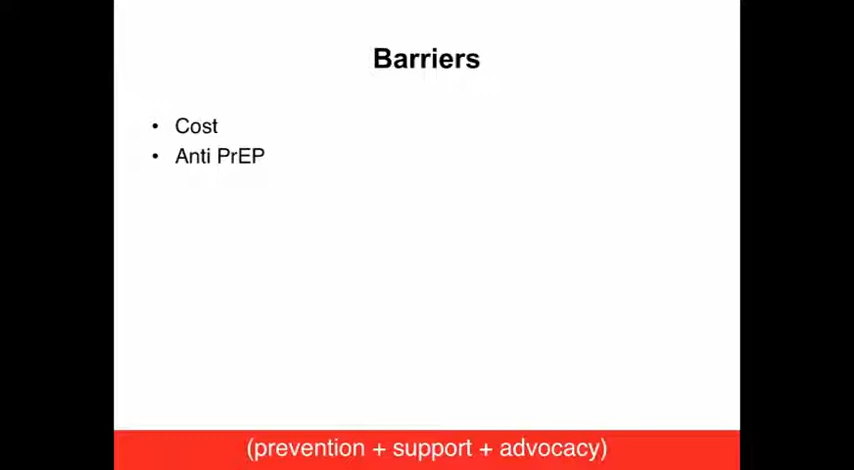 Barriers
• Cost
• Anti PrEP
(prevention + support + advocacy)